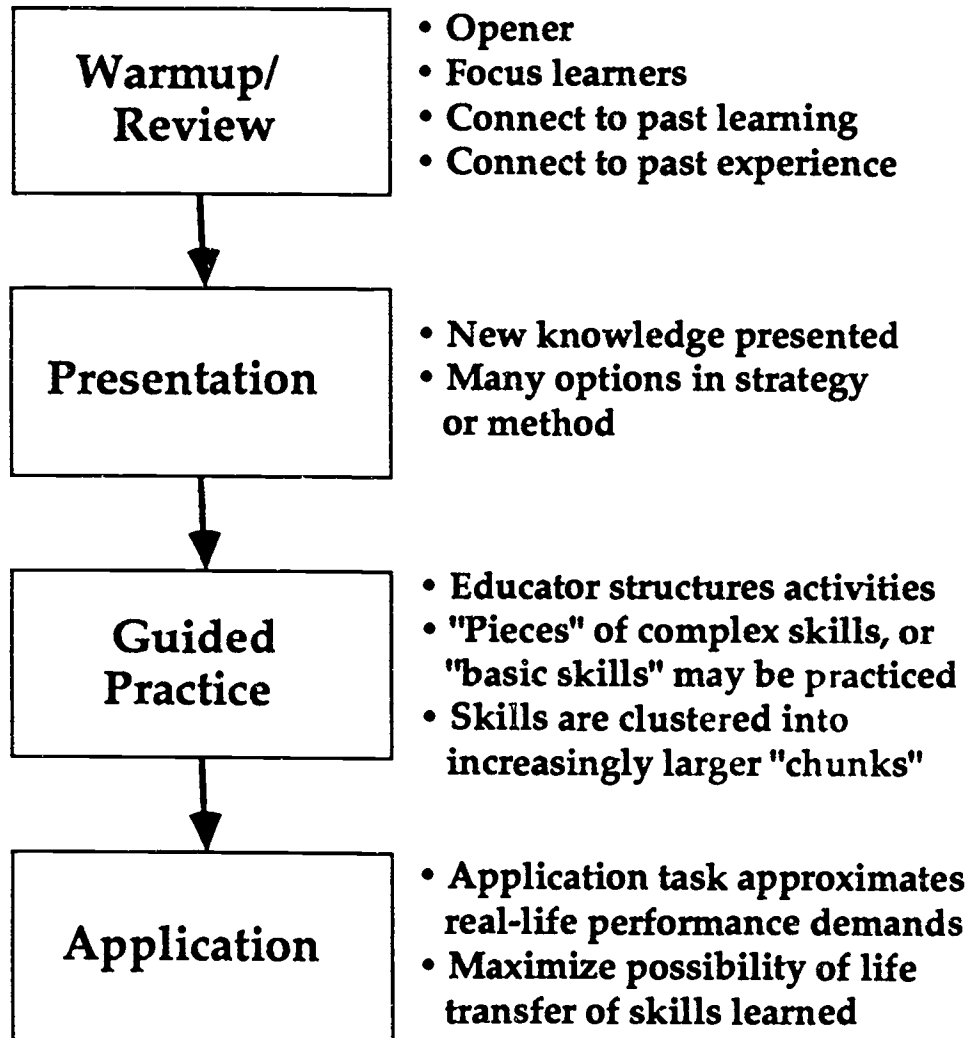 Warmup/
Review
• Opener
• Focus learners
• Connect to past learning
• Connect to past experience
Presentation
• New knowledge presented
• Many options in strategy
or method
Guided
Practice
• Educator structures activities
• "Pieces" of complex skills, or
"basic skills" may be practiced
• Skills are clustered into
increasingly larger "chunks"
Application
• Application task approximates
real-life performance demands
• Maximize possibility of life
transfer of skills learned